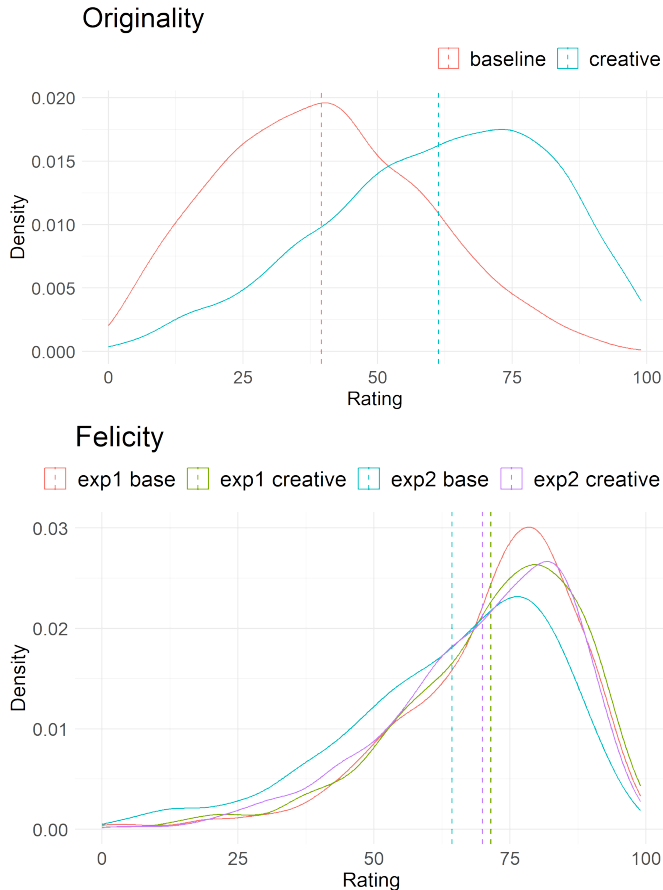 Originality
baseline creative
0.020
0.015
0.010
0.005
0.000
Density
0 25 50 75 100
Rating
Felicity
exp1 base exp1 creative exp2 base exp2 creative
0.03
0.02
0.01
0.00
Density
0 25 50 75 100
Rating